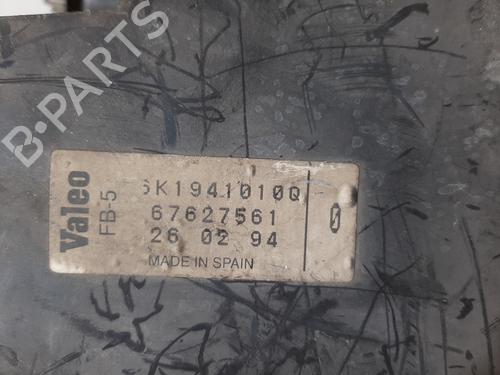 B-PARTS
Valeo
FB-5
6K1941010Q
67627561
26 02 94
0
MADE IN SPAIN